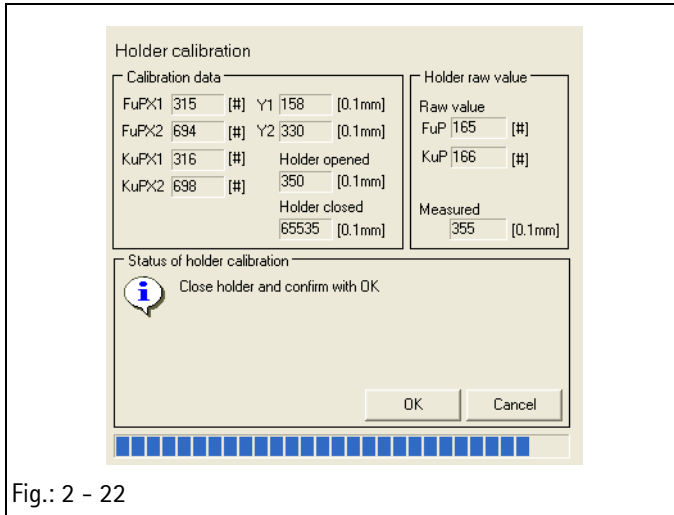 Holder calibration
Calibration data
FuPX1 315 [#] Y1 158 [0.1mm]
FuPX2 694 [#] Y2 330 [0.1mm]
KuPX1 316 [#] Holder opened
350 [0.1mm]
KuPX2 698 [#]
Holder closed
65535 [0.1mm]
Holder raw value
Raw value
FuP 165 [#]
KuP 166 [#]
Measured
355 [0.1mm]
Status of holder calibration
i
Close holder and confirm with OK
OK Cancel
Fig.: 2 - 22